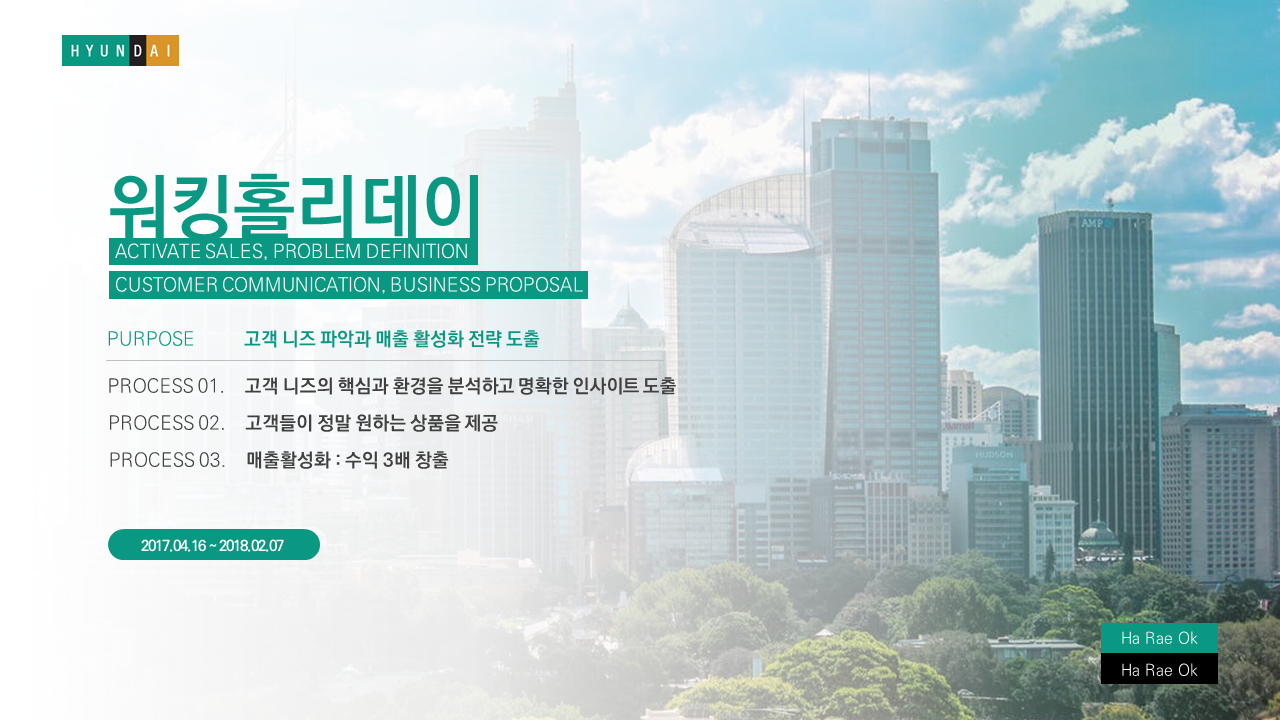 HYUNDAI
워킹홀리데이
ACTIVATE SALES, PROBLEM DEFINITION
CUSTOMER COMMUNICATION, BUSINESS PROPOSAL
PURPOSE 고객 니즈 파악과 매출 활성화 전략 도출
PROCESS 01. 고객 니즈의 핵심과 환경을 분석하고 명확한 인사이트 도출
PROCESS 02. 고객들이 정말 원하는 상품을 제공
PROCESS 03. 매출활성화 : 수익 3배 창출
2017.04.16 ~ 2018.02.07
AMP
Marriott
HUDSON
Ha Rae Ok
Ha Rae Ok